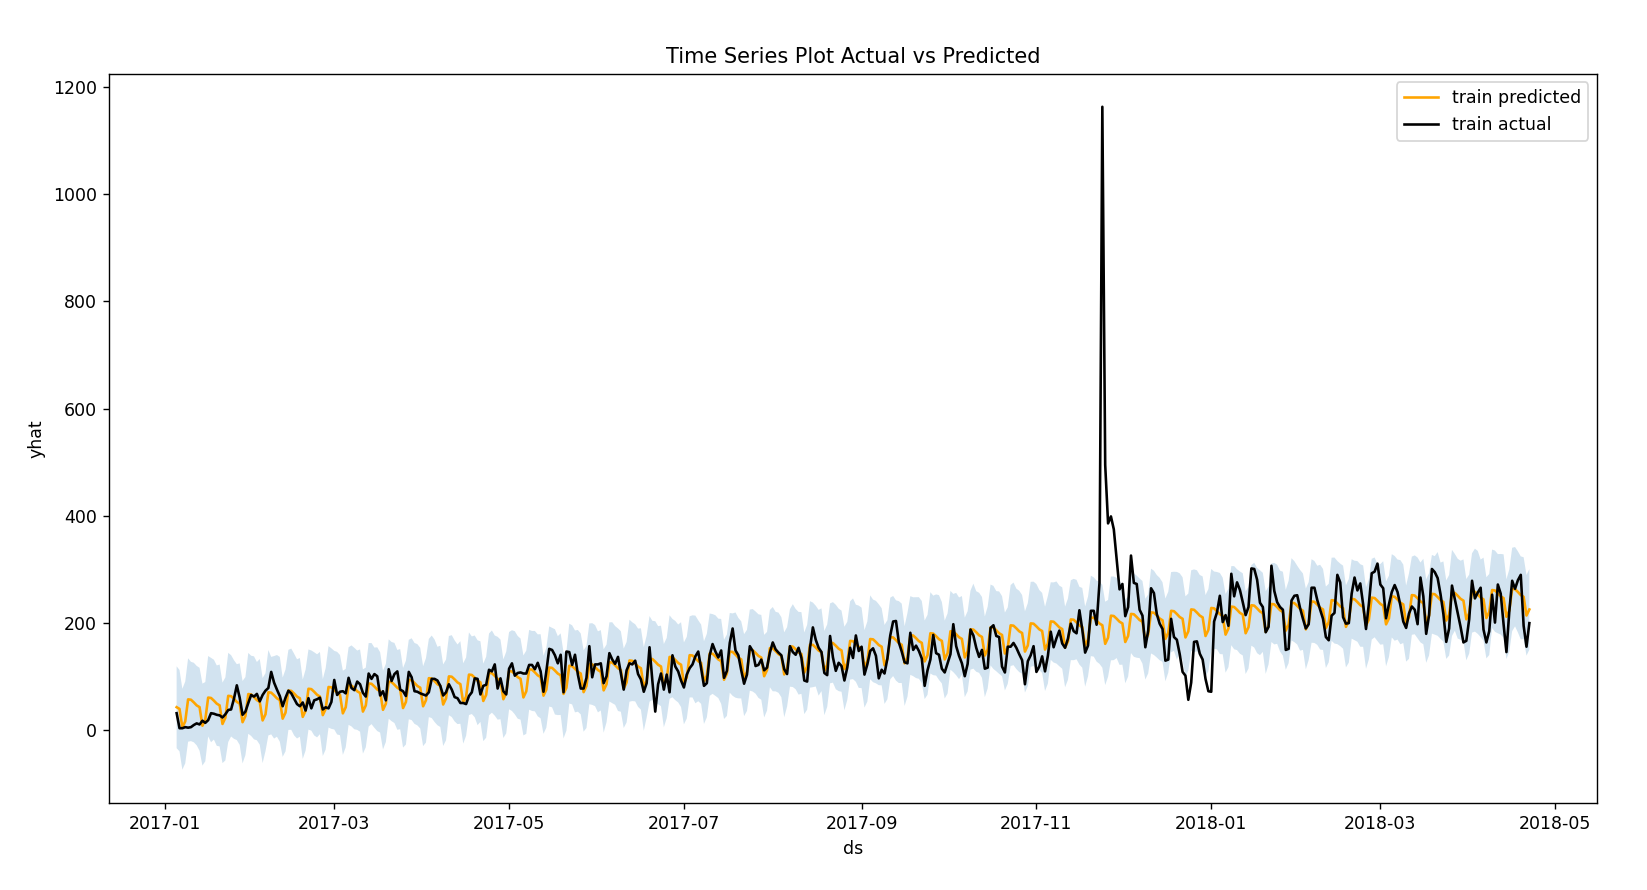 Time Series Plot Actual vs Predicted
train predicted
train actual
1200
1000
800
600
400
200
0
yhat
2017-01 2017-03 2017-05 2017-07 2017-09 2017-11 2018-01 2018-03 2018-05
ds